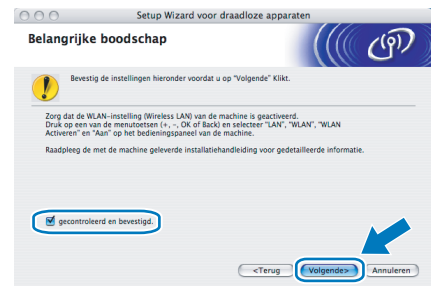 Setup Wizard voor draadloze apparaten
Belangrijke boodschap
Bevestig de instellingen hieronder voordat u op "Volgende" Klikt.
Zorg dat de WLAN-instelling (Wireless LAN) van de machine is geactiveerd.
Druk op een van de menutoetsen (+, -, OK of Back) en selecteer "LAN", "WLAN", "WLAN
Activeren" en "Aan" op het bedieningspaneel van de machine.
Raadpleeg de met de machine geleverde installatiehandleiding voor gedetailleerde informatie.
gecontroleerd en bevestigd.
<Terug
Volgende>
Annuleren